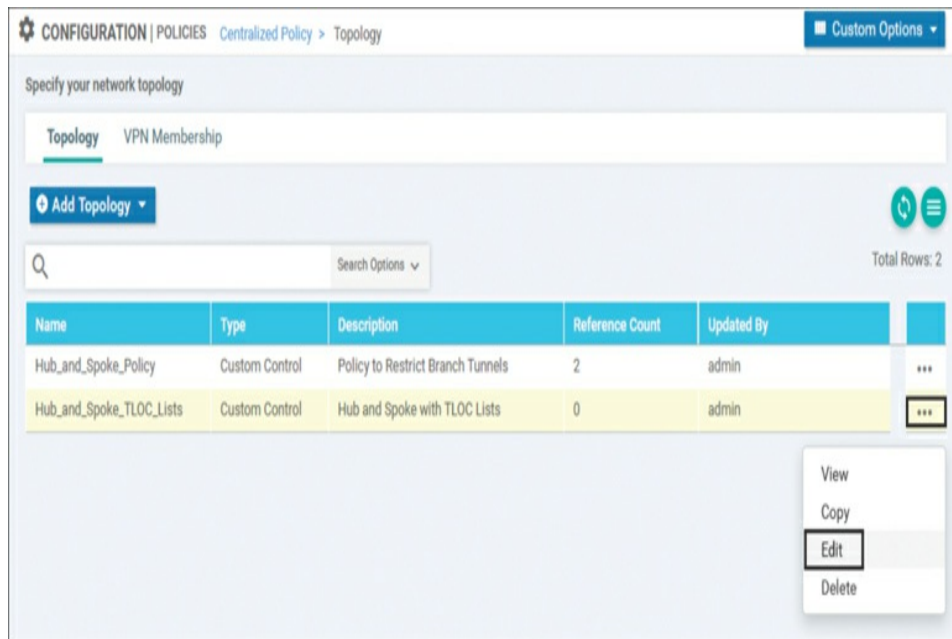 CONFIGURATION | POLICIES Centralized Policy > Topology Custom Options
Specify your network topology
Topology VPN Membership
Add Topology
Search Options
Total Rows: 2
Name Type Description Reference Count Updated By
Hub_and_Spoke_Policy Custom Control Policy to Restrict Branch Tunnels 2 admin •••
Hub_and_Spoke_TLOC_Lists Custom Control Hub and Spoke with TLOC Lists 0 admin •••
View
Copy
Edit
Delete